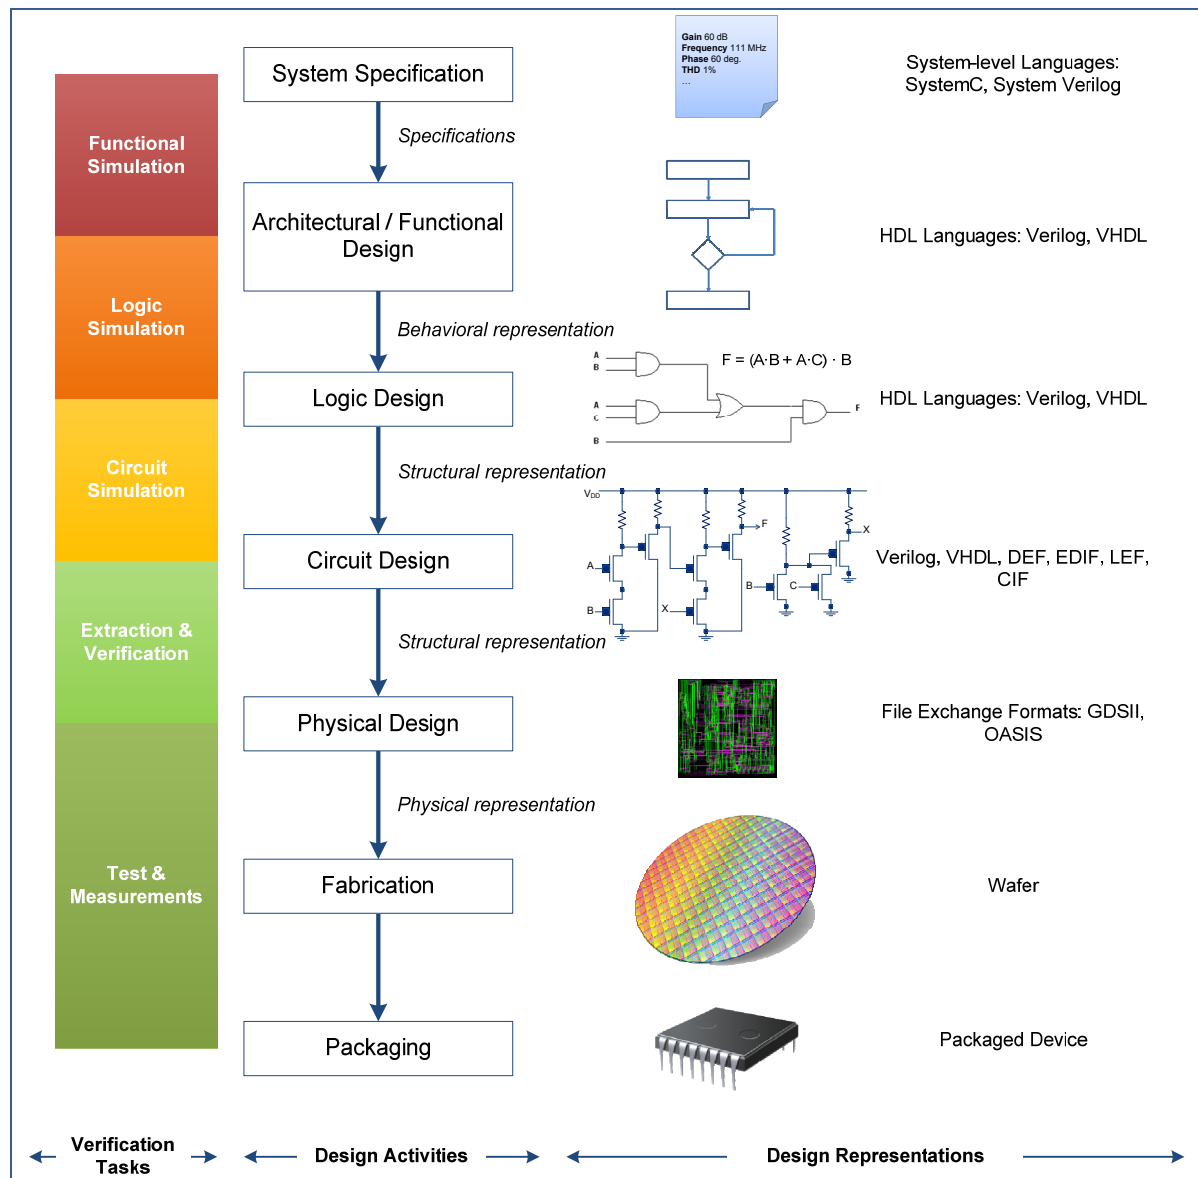 System Specification
Gain 60 dB
Frequency 111 MHz
Phase 60 deg.
THD 1%
...
System-level Languages:
SystemC, System Verilog
Functional
Simulation
Specifications
Architectural / Functional
Design
HDL Languages: Verilog, VHDL
Logic
Simulation
Behavioral representation
A
B
F = (A·B + A·C) · B
Logic Design
A
C
F
B
HDL Languages: Verilog, VHDL
Circuit
Simulation
Structural representation
VDD
F
X
A
B
X
B
C
Circuit Design
Verilog, VHDL, DEF, EDIF, LEF,
CIF
Extraction &
Verification
Structural representation
Physical Design
File Exchange Formats: GDSII,
OASIS
Physical representation
Test &
Measurements
Fabrication
Wafer
Packaging
Packaged Device
Verification
Tasks
Design Activities
Design Representations